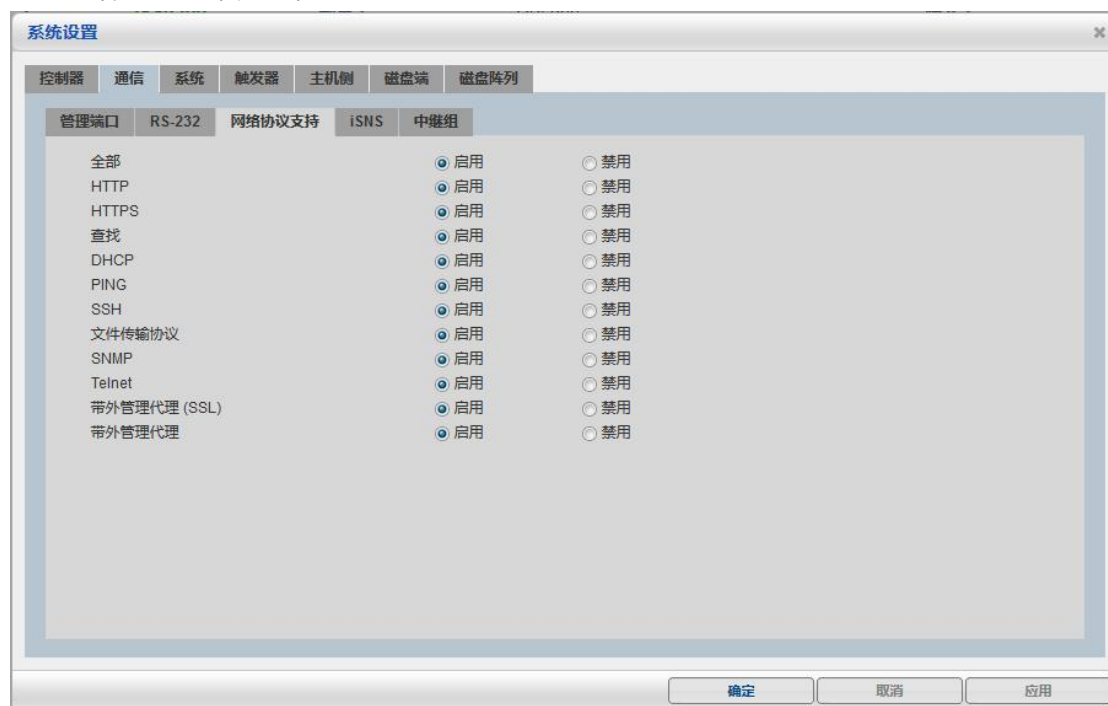 系统设置
控制器 通信 系统 触发器 主机侧 磁盘端 磁盘阵列
管理端口 RS-232 网络协议支持 iSNS 中继组
全部 启用 禁用
HTTP 启用 禁用
HTTPS 启用 禁用
查找 启用 禁用
DHCP 启用 禁用
PING 启用 禁用
SSH 启用 禁用
文件传输协议 启用 禁用
SNMP 启用 禁用
Telnet 启用 禁用
带外管理代理 (SSL) 启用 禁用
带外管理代理 启用 禁用
确定 取消 应用